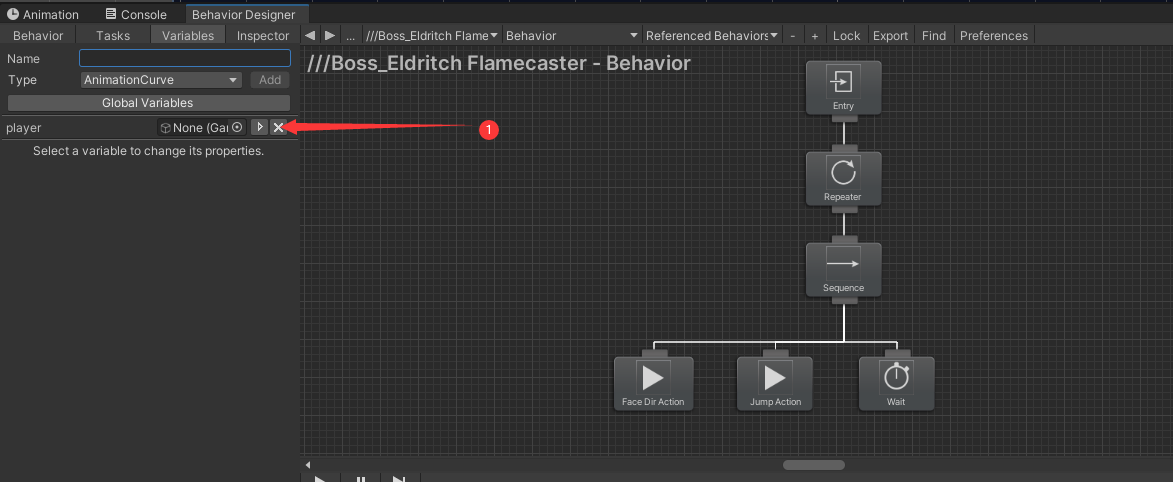 Animation Console Behavior Designer
Behavior Tasks Variables Inspector ... ///Boss_Eldritch Flame Behavior Referenced Behaviors - + Lock Export Find Preferences
Name
Type AnimationCurve Add
Global Variables
player None (Gar
Select a variable to change its properties.
1
///Boss_Eldritch Flamecaster - Behavior
Entry
Repeater
Sequence
Face Dir Action Jump Action Wait